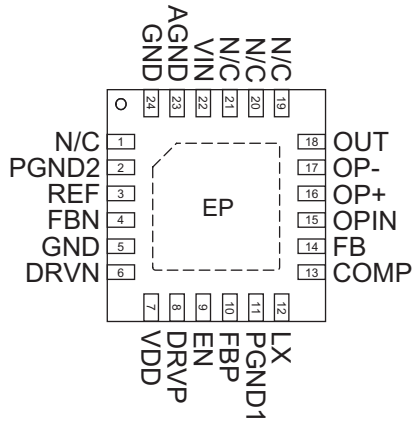 GND AGND VIN N/C N/C N/C
24 23 22 21 20 19
N/C 1 18 OUT
PGND2 2 17 OP-
REF 3 16 OP+
FBN 4 15 OPIN
GND 5 14 FB
DRVN 6 13 COMP
EP
7 8 9 10 11 12
VDD DRVP EN FBP PGND1 LX